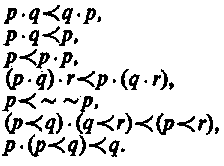 p · q ≺ q · p,
p · q ≺ p,
p ≺ p · p,
(p · q) · r ≺ p · (q · r),
p ≺ ∼ ∼ p,
(p ≺ q) · (q ≺ r) ≺ (p ≺ r),
p · (p ≺ q) ≺ q.